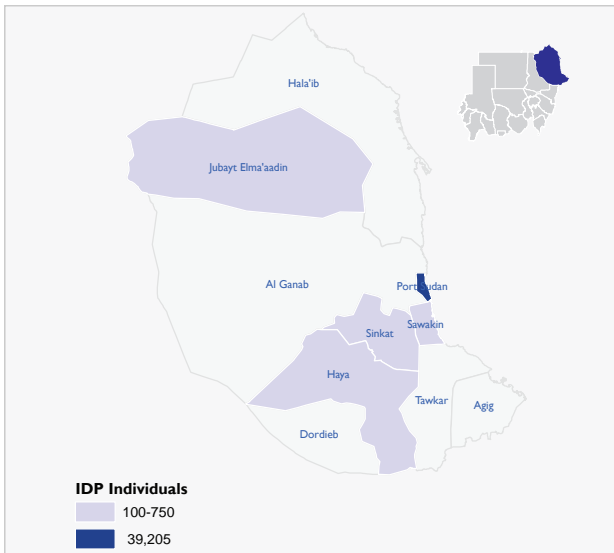 Hala'ib
Jubayt Elma'aadin
Al Ganab
Port Sudan
Sawakin
Sinkat
Haya
Tawkar
Agig
Dordieb
IDP Individuals
100-750
39,205